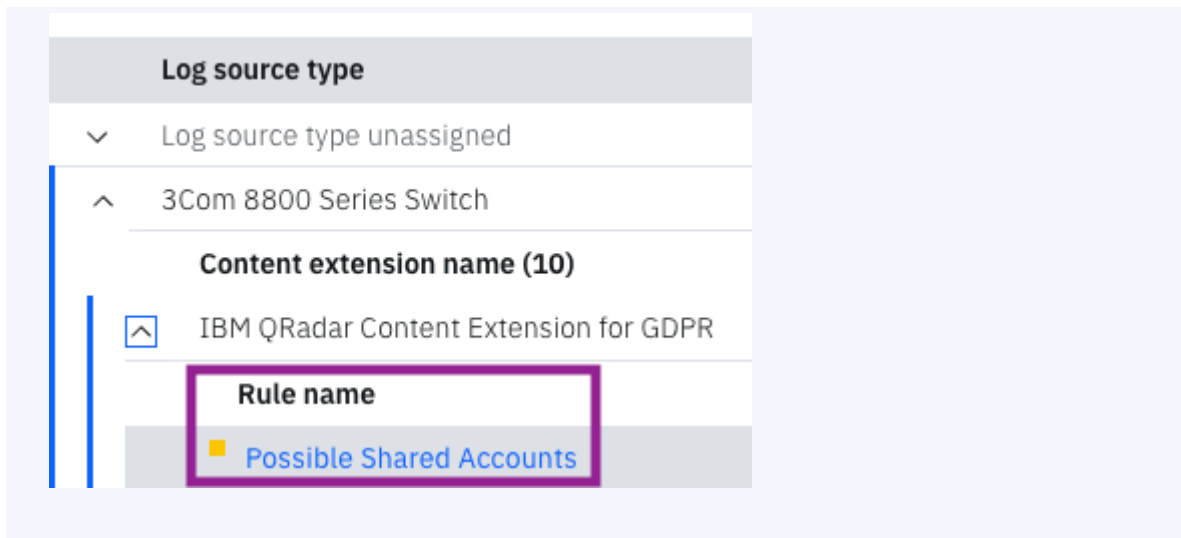 Log source type
Log source type unassigned
3Com 8800 Series Switch
Content extension name (10)
IBM QRadar Content Extension for GDPR
Rule name
Possible Shared Accounts